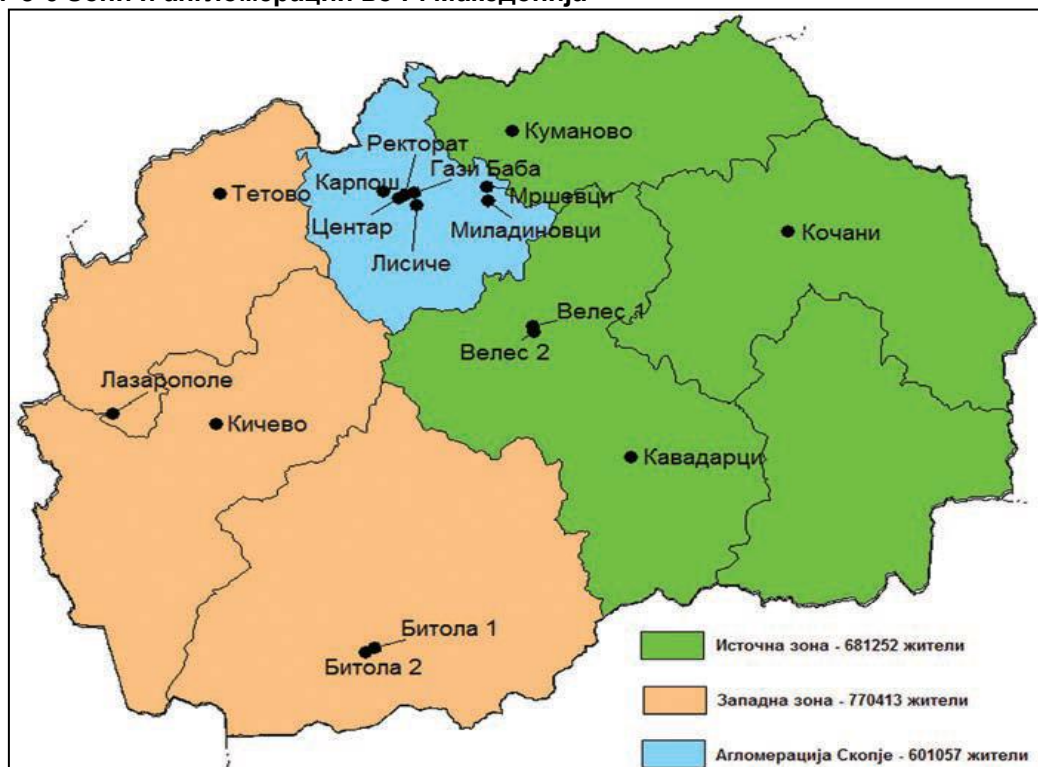 Куманово
Ректорат
Гази Баба
Тетово
Карпош
Мршевци
Центар
Миладиновци
Кочани
Лисиче
Велес 1
Велес 2
Лазарополе
Кичево
Кавадарци
Битола 1
Битола 2
Источна зона - 681252 жители
Западна зона - 770413 жители
Агломерација Скопје - 601057 жители